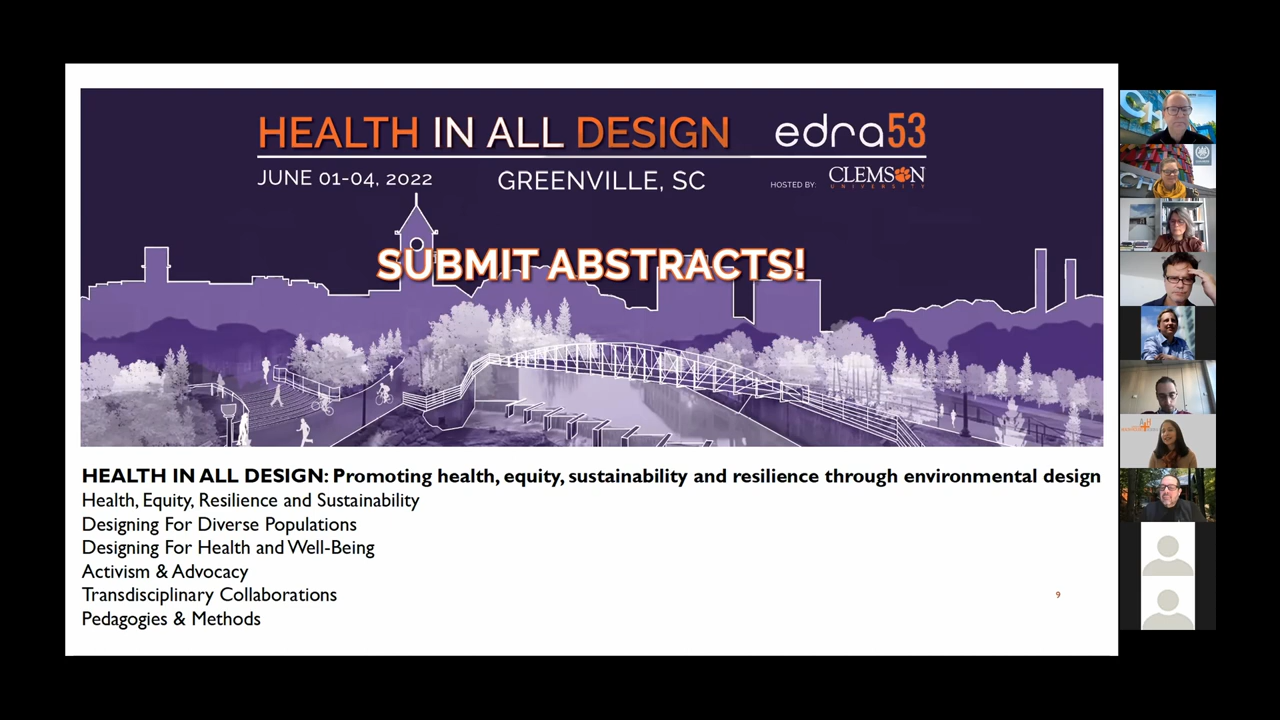 HEALTH IN ALL DESIGN edra53
JUNE 01-04, 2022 GREENVILLE, SC HOSTED BY: CLEMSON
UNIVERSITY
SUBMIT ABSTRACTS!
HEALTH IN ALL DESIGN: Promoting health, equity, sustainability and resilience through environmental design
Health, Equity, Resilience and Sustainability
Designing For Diverse Populations
Designing For Health and Well-Being
Activism & Advocacy
Transdisciplinary Collaborations
9
Pedagogies & Methods